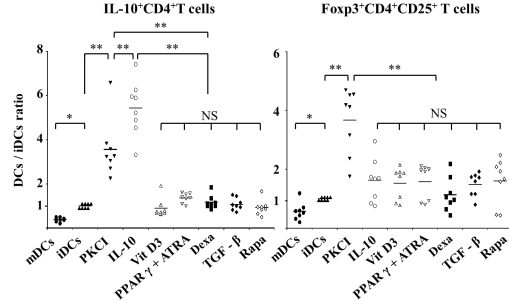 IL-10⁺CD4⁺T cells
** 
** ** **
*
NS
DCs / iDCs ratio
8
6
4
2
1
mDCs
iDCs
PKCI
IL-10
Vit D3
PPAR γ + ATRA
Dexa
TGF - β
Rapa
Foxp3⁺CD4⁺CD25⁺ T cells
** **
*
NS
6
4
2
1
mDCs
iDCs
PKCI
IL-10
Vit D3
PPAR γ + ATRA
Dexa
TGF - β
Rapa